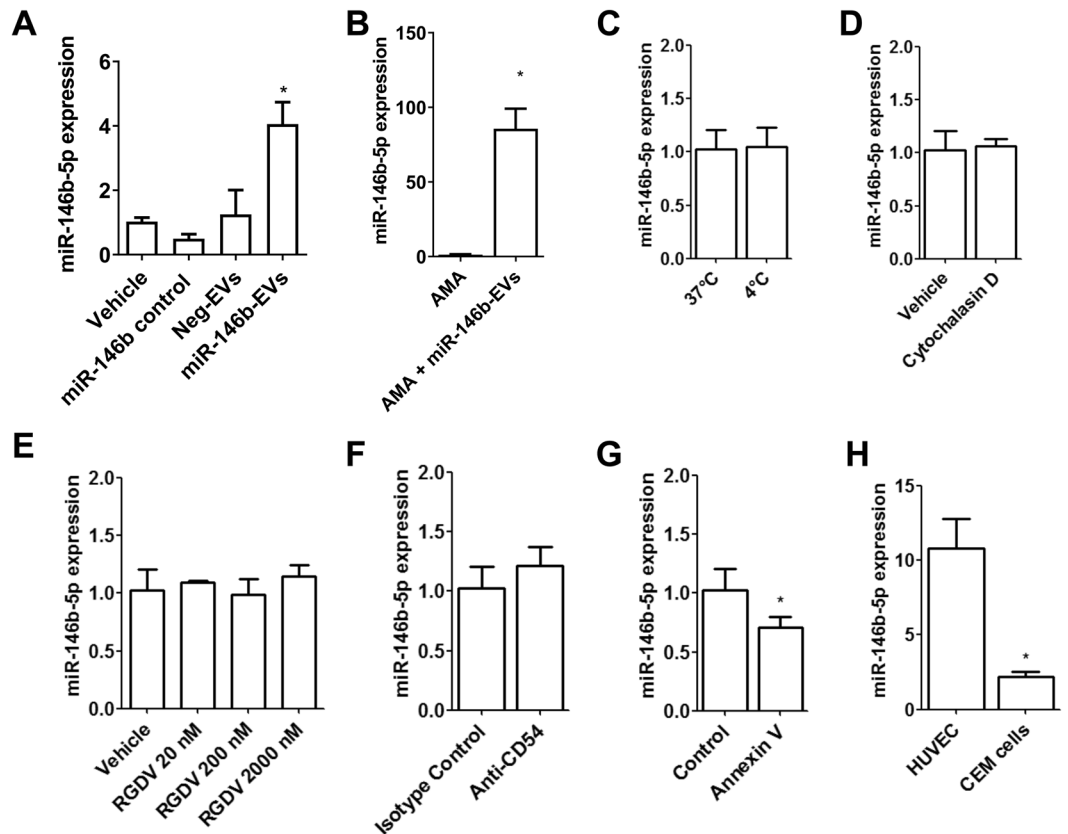 A
miR-146b-5p expression
6
4
2
0
*
Vehicle
miR-146b control
Neg-EVs
miR-146b-EVs
B
miR-146b-5p expression
150
100
50
0
*
AMA
AMA + miR-146b-EVs
C
miR-146b-5p expression
2.0
1.5
1.0
0.5
0.0
37°C
4°C
D
miR-146b-5p expression
2.0
1.5
1.0
0.5
0.0
Vehicle
Cytochalasin D
E
miR-146b-5p expression
2.0
1.5
1.0
0.5
0.0
Vehicle
RGDV 20 nM
RGDV 200 nM
RGDV 2000 nM
F
miR-146b-5p expression
2.0
1.5
1.0
0.5
0.0
Isotype Control
Anti-CD54
G
miR-146b-5p expression
2.0
1.5
1.0
0.5
0.0
*
Control
Annexin V
H
miR-146b-5p expression
15
10
5
0
*
HUVEC
CEM cells